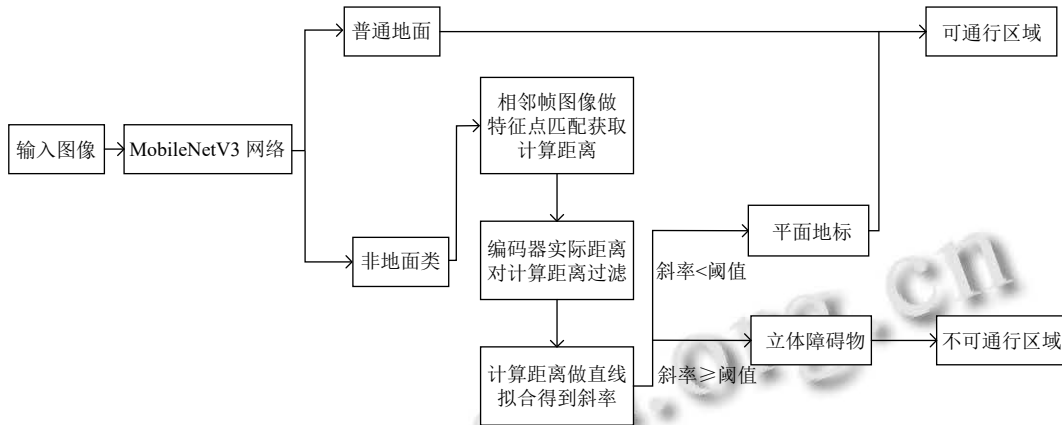 普通地面
可通行区域
相邻帧图像做
特征点匹配获取
计算距离
输入图像
MobileNetV3 网络
平面地标
非地面类
编码器实际距离
对计算距离过滤
斜率<阈值
立体障碍物
不可通行区域
计算距离做直线
拟合得到斜率
斜率≥阈值
.org.cn